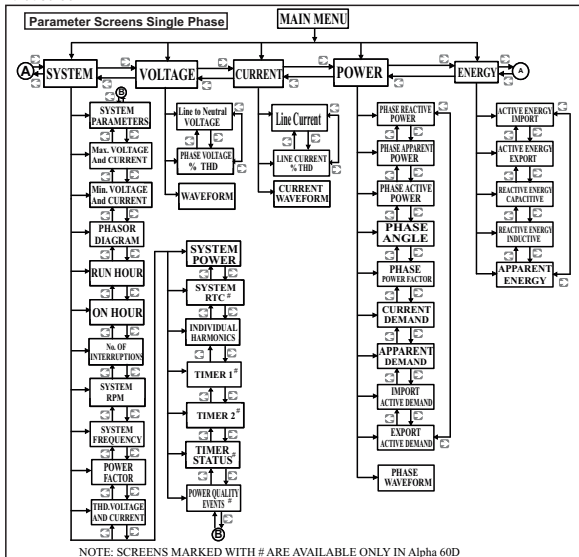 Parameter Screens Single Phase
MAIN MENU
A
SYSTEM
VOLTAGE
CURRENT
POWER
ENERGY
A
B
SYSTEM
PARAMETERS
Max. VOLTAGE
And CURRENT
Min. VOLTAGE
And CURRENT
PHASOR
DIAGRAM
RUN HOUR
ON HOUR
No. OF
INTERRUPTIONS
SYSTEM
RPM
SYSTEM
FREQUENCY
POWER
FACTOR
THD.VOLTAGE
AND CURRENT
SYSTEM
POWER
SYSTEM
RTC #
INDIVIDUAL
HARMONICS
TIMER 1 #
TIMER 2 #
TIMER
STATUS #
POWER QUALITY
EVENTS #
B
Line to Neutral
VOLTAGE
PHASE VOLTAGE
% THD
WAVEFORM
Line Current
LINE CURRENT
% THD
CURRENT
WAVEFORM
PHASE REACTIVE
POWER
PHASE APPARENT
POWER
PHASE ACTIVE
POWER
PHASE
ANGLE
PHASE
POWER FACTOR
CURRENT
DEMAND
APPARENT
DEMAND
IMPORT
ACTIVE DEMAND
EXPORT
ACTIVE DEMAND
PHASE
WAVEFORM
ACTIVE ENERGY
IMPORT
ACTIVE ENERGY
EXPORT
REACTIVE ENERGY
CAPACITIVE
REACTIVE ENERGY
INDUCTIVE
APPARENT
ENERGY
NOTE: SCREENS MARKED WITH # ARE AVAILABLE ONLY IN Alpha 60D